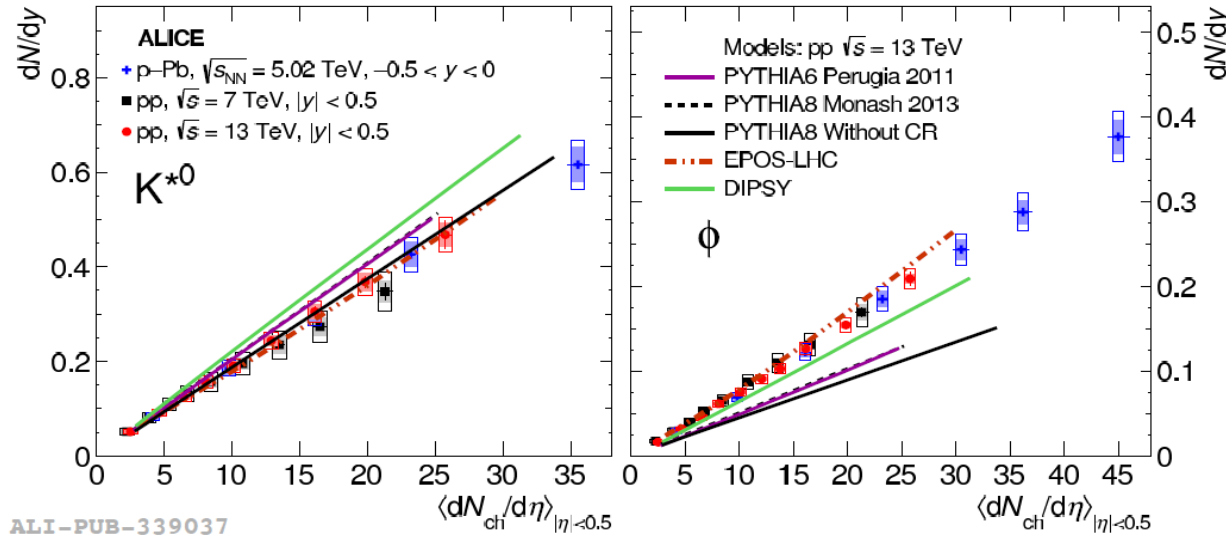 dN/dy
ALICE
p–Pb, √sNN = 5.02 TeV, −0.5 < y < 0
pp, √s = 7 TeV, |y| < 0.5
pp, √s = 13 TeV, |y| < 0.5
K*0
0.8
0.6
0.4
0.2
0
0 5 10 15 20 25 30 35
⟨dNch/dη⟩|η|<0.5
Models: pp √s = 13 TeV
PYTHIA6 Perugia 2011
PYTHIA8 Monash 2013
PYTHIA8 Without CR
EPOS-LHC
DIPSY
ϕ
dN/dy
0.5
0.4
0.3
0.2
0.1
0
0 5 10 15 20 25 30 35 40 45
⟨dNch/dη⟩|η|<0.5
ALI-PUB-339037